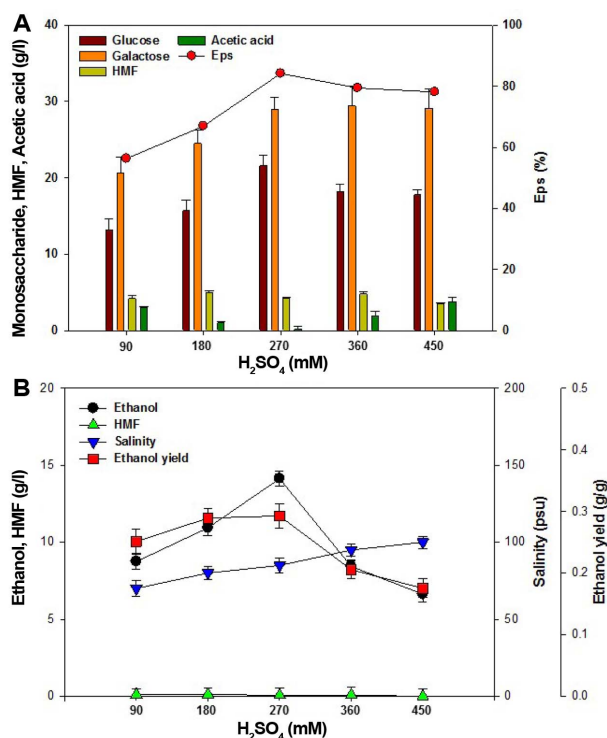 A
Monosaccharide, HMF, Acetic acid (g/l)
40
30
20
10
0
Glucose
Galactose
HMF
Acetic acid
Eps
100
80
60
40
20
0
Eps (%)
90 180 270 360 450
H₂SO₄ (mM)
B
Ethanol, HMF (g/l)
20
15
10
5
0
Ethanol
HMF
Salinity
Ethanol yield
200
150
100
50
0
Salinity (psu)
0.5
0.4
0.3
0.2
0.1
0.0
Ethanol yield (g/g)
90 180 270 360 450
H₂SO₄ (mM)